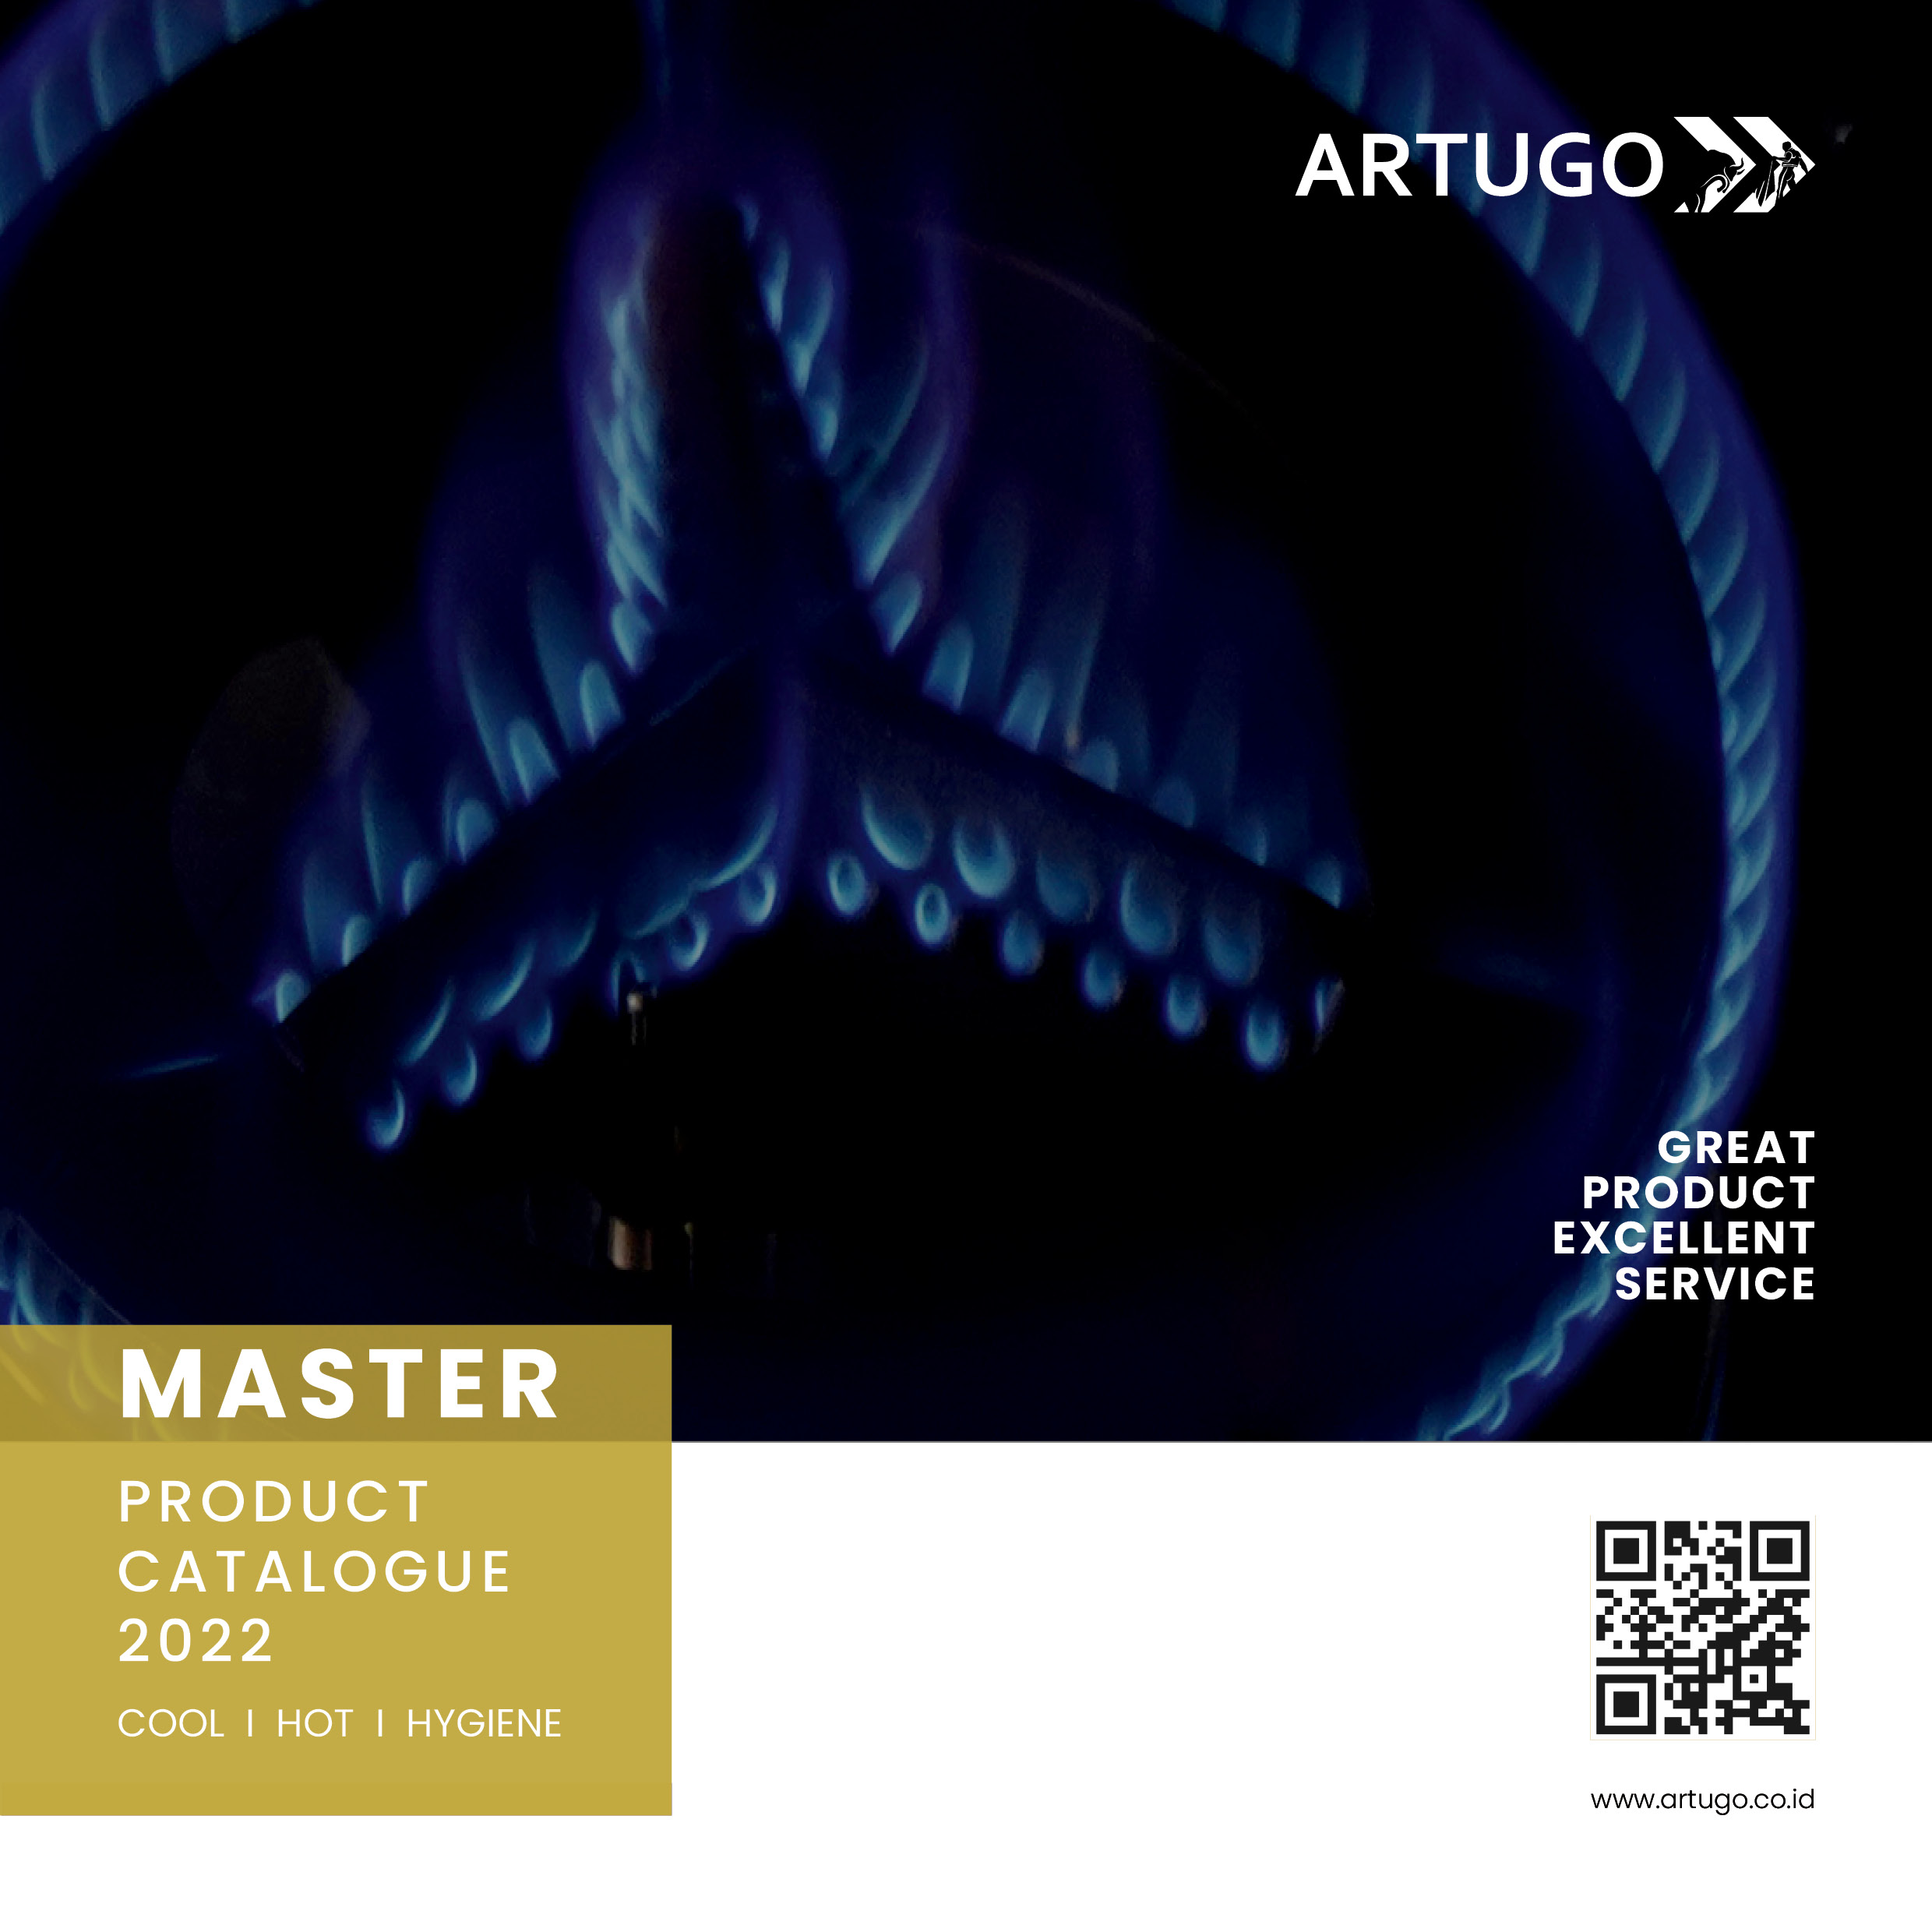 ARTUGO
GREAT
PRODUCT
EXCELLENT
SERVICE
MASTER
PRODUCT
CATALOGUE
2022
COOL I HOT I HYGIENE
www.artugo.co.id